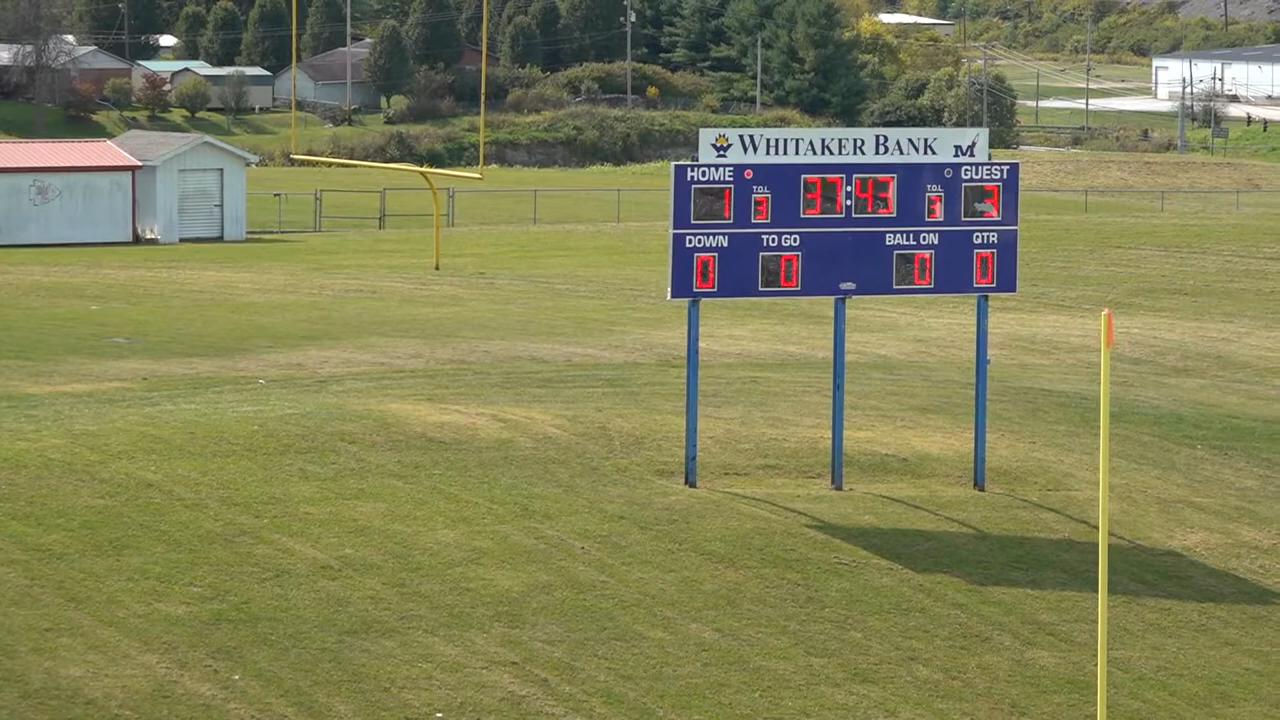 WHITAKER BANK M
HOME T.O.L T.O.L GUEST
1 3 37:43 3 3
DOWN TO GO BALL ON QTR
0 0 0 0